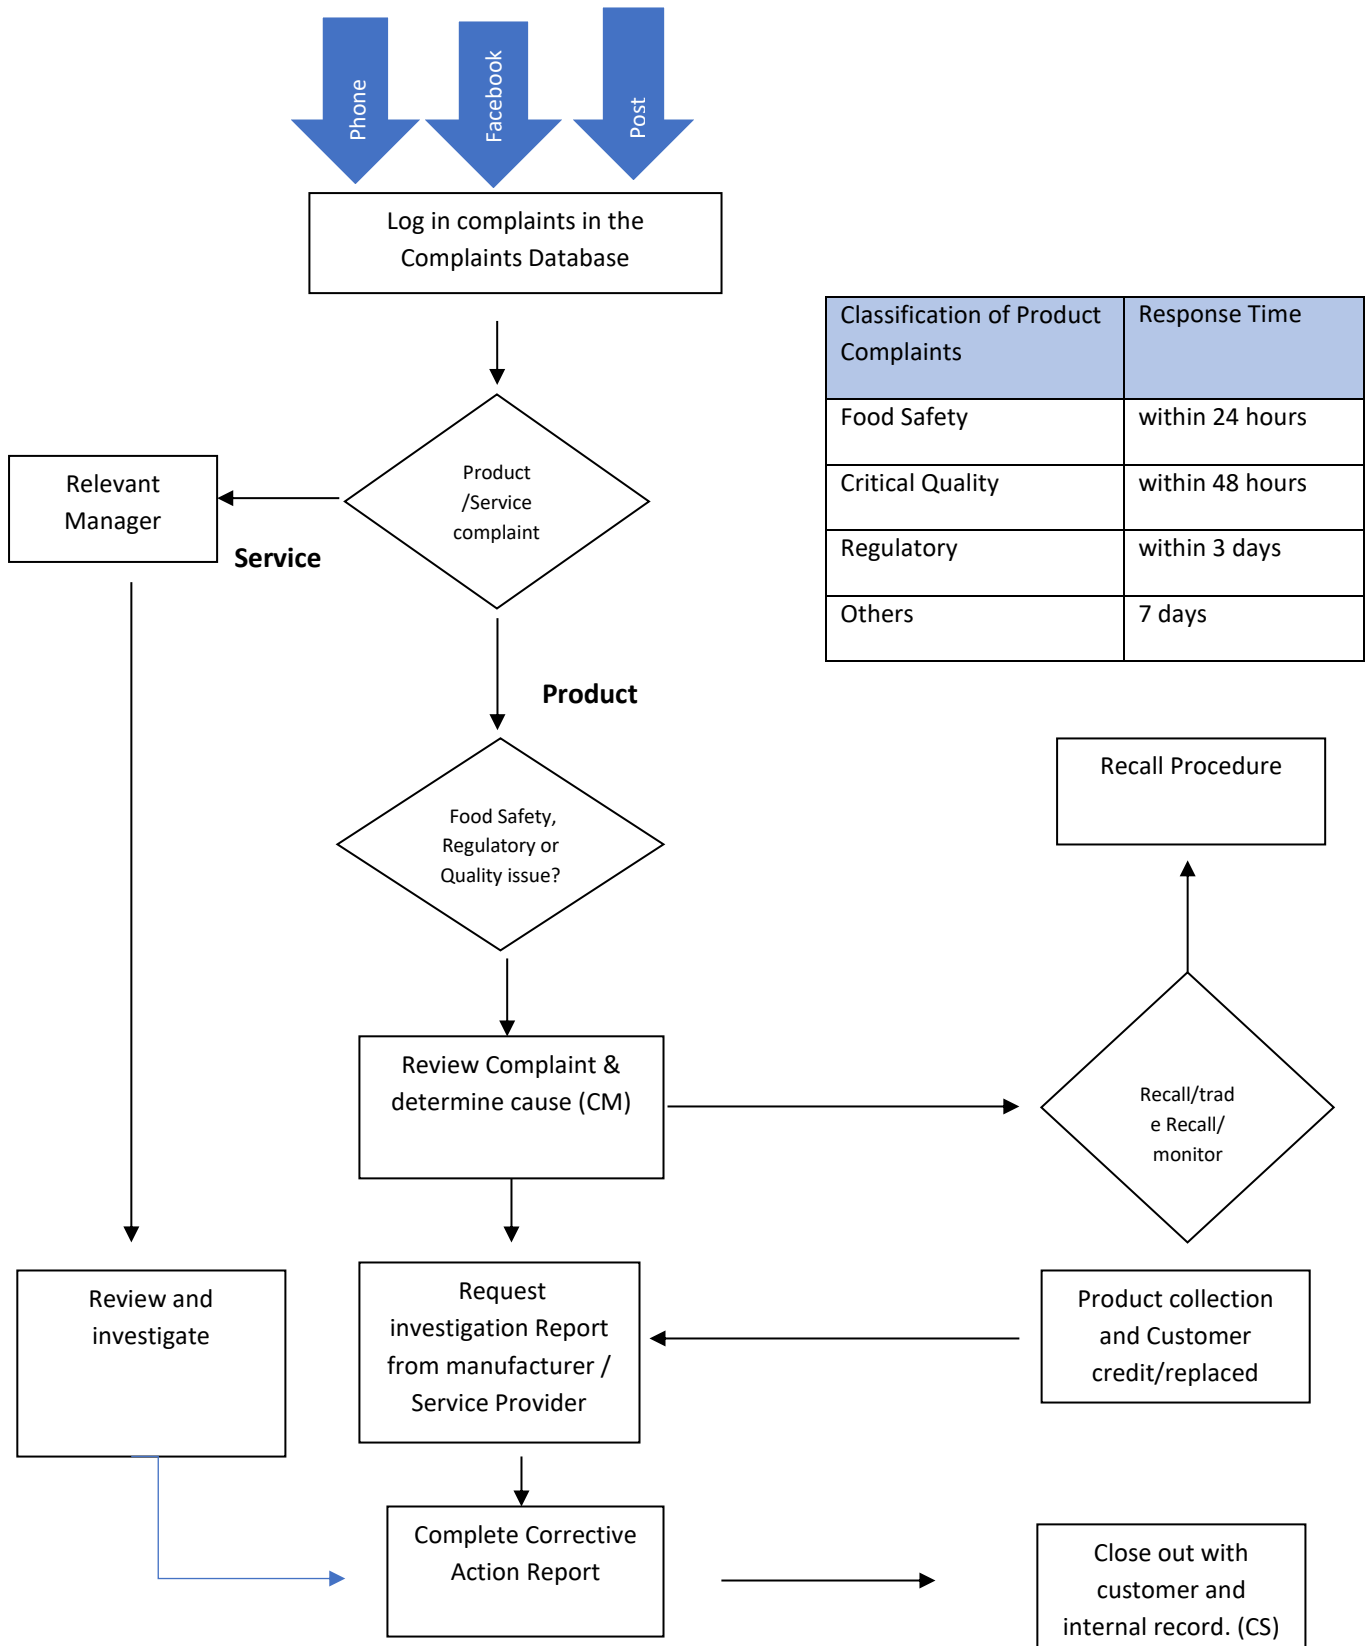 Phone
Facebook
Post
Log in complaints in the
Complaints Database
Classification of Product
Complaints
Response Time
Food Safety
within 24 hours
Critical Quality
within 48 hours
Regulatory
within 3 days
Others
7 days
Product
/Service
complaint
Relevant
Manager
Service
Product
Food Safety,
Regulatory or
Quality issue?
Recall Procedure
Review Complaint &
determine cause (CM)
Recall/trad
e Recall/
monitor
Review and
investigate
Request
investigation Report
from manufacturer /
Service Provider
Product collection
and Customer
credit/replaced
Complete Corrective
Action Report
Close out with
customer and
internal record. (CS)